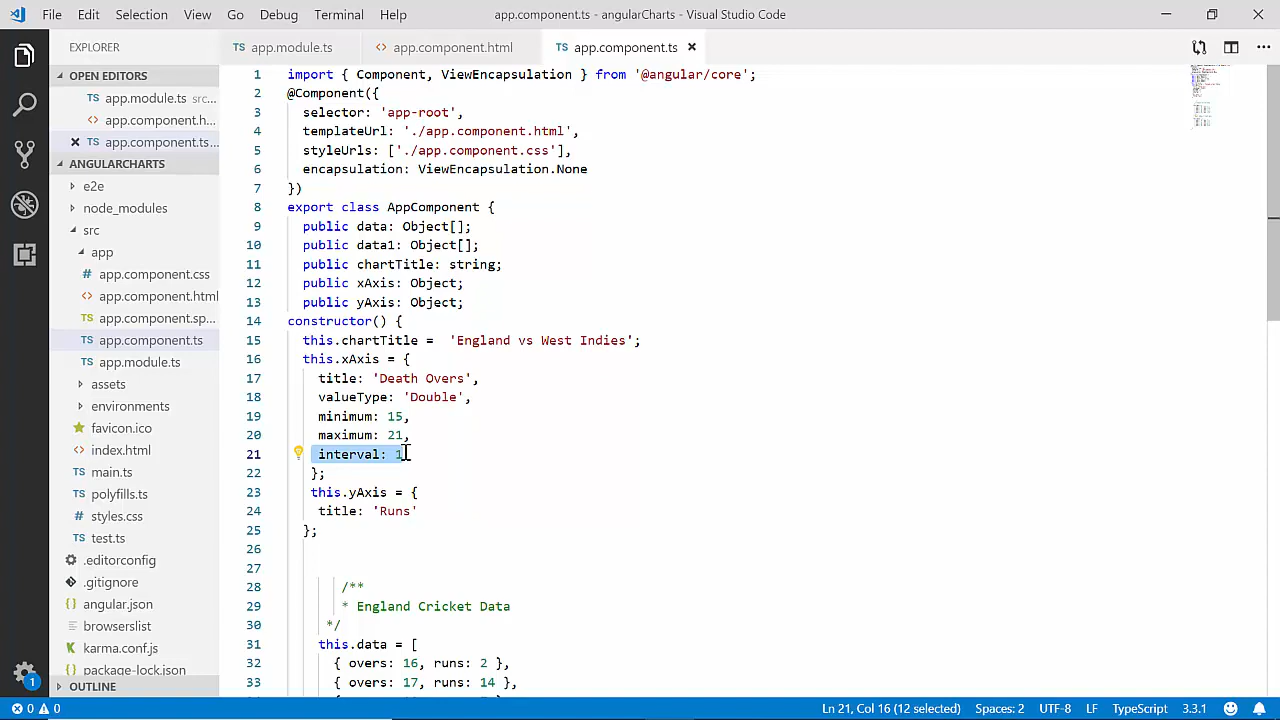 File Edit Selection View Go Debug Terminal Help app.component.ts - angularCharts - Visual Studio Code
EXPLORER
OPEN EDITORS
TS app.module.ts src...
<> app.component.h...
TS app.component.ts...
ANGULARCHARTS
e2e
node_modules
src
app
# app.component.css
<> app.component.html
app.component.sp...
TS app.component.ts
TS app.module.ts
assets
environments
favicon.ico
<> index.html
TS main.ts
TS polyfills.ts
TS styles.css
TS test.ts
.editorconfig
.gitignore
{} angular.json
browserslist
karma.conf.js
{} package-lock.json
OUTLINE
1
TS app.module.ts <> app.component.html TS app.component.ts
1 import { Component, ViewEncapsulation } from '@angular/core';
2 @Component({
3 selector: 'app-root',
4 templateUrl: './app.component.html',
5 styleUrls: ['./app.component.css'],
6 encapsulation: ViewEncapsulation.None
7 })
8 export class AppComponent {
9 public data: Object[];
10 public data1: Object[];
11 public chartTitle: string;
12 public xAxis: Object;
13 public yAxis: Object;
14 constructor() {
15 this.chartTitle = 'England vs West Indies';
16 this.xAxis = {
17 title: 'Death Overs',
18 valueType: 'Double',
19 minimum: 15,
20 maximum: 21,
21 interval: 1
22 };
23 this.yAxis = {
24 title: 'Runs'
25 };
26
27
28 /**
29 * England Cricket Data
30 */
31 this.data = [
32 { overs: 16, runs: 2 },
33 { overs: 17, runs: 14 },
0 0 Ln 21, Col 16 (12 selected) Spaces: 2 UTF-8 LF TypeScript 3.3.1